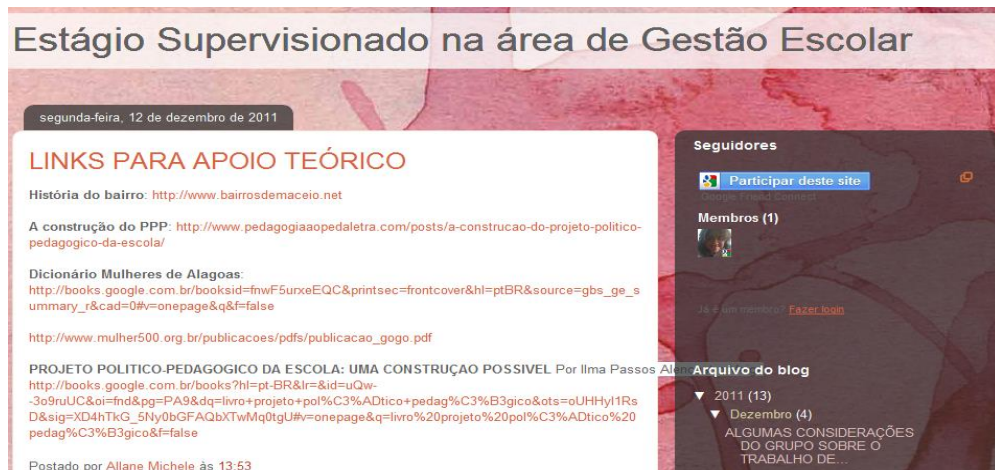 Estágio Supervisionado na área de Gestão Escolar
segunda-feira, 12 de dezembro de 2011
LINKS PARA APOIO TEÓRICO
História do bairro: http://www.bairrosdemaceio.net
A construção do PPP: http://www.pedagogiaaopedaletra.com/posts/a-construcao-do-projeto-politico-
pedagogico-da-escola/
Dicionário Mulheres de Alagoas:
http://books.google.com.br/booksid=fnwF5urxeEQC&printsec=frontcover&hl=ptBR&source=gbs_ge_s
ummary_r&cad=0#v=onepage&q&f=false
http://www.mulher500.org.br/publicacoes/pdfs/publicacao_gogo.pdf
PROJETO POLITICO-PEDAGOGICO DA ESCOLA: UMA CONSTRUÇAO POSSIVEL Por Ilma Passos
http://books.google.com.br/books?hl=pt-BR&lr=&id=uQw-
-3o9ruUC&oi=fnd&pg=PA9&dq=livro+projeto+pol%C3%ADtico+pedag%C3%B3gico&ots=oUHHyl1Rs
D&sig=XD4hTkG_5Ny0bGFAQbXTwMq0tgU#v=onepage&q=livro%20projeto%20pol%C3%ADtico%20
pedag%C3%B3gico&f=false
Postado por Allane Michele às 13:53
Seguidores
Participar deste site
Google Friend Connect
Membros (1)
Já é um membro? Fazer login
Arquivo do blog
▼ 2011 (13)
▼ Dezembro (4)
ALGUMAS CONSIDERAÇÕES
DO GRUPO SOBRE O
TRABALHO DE...